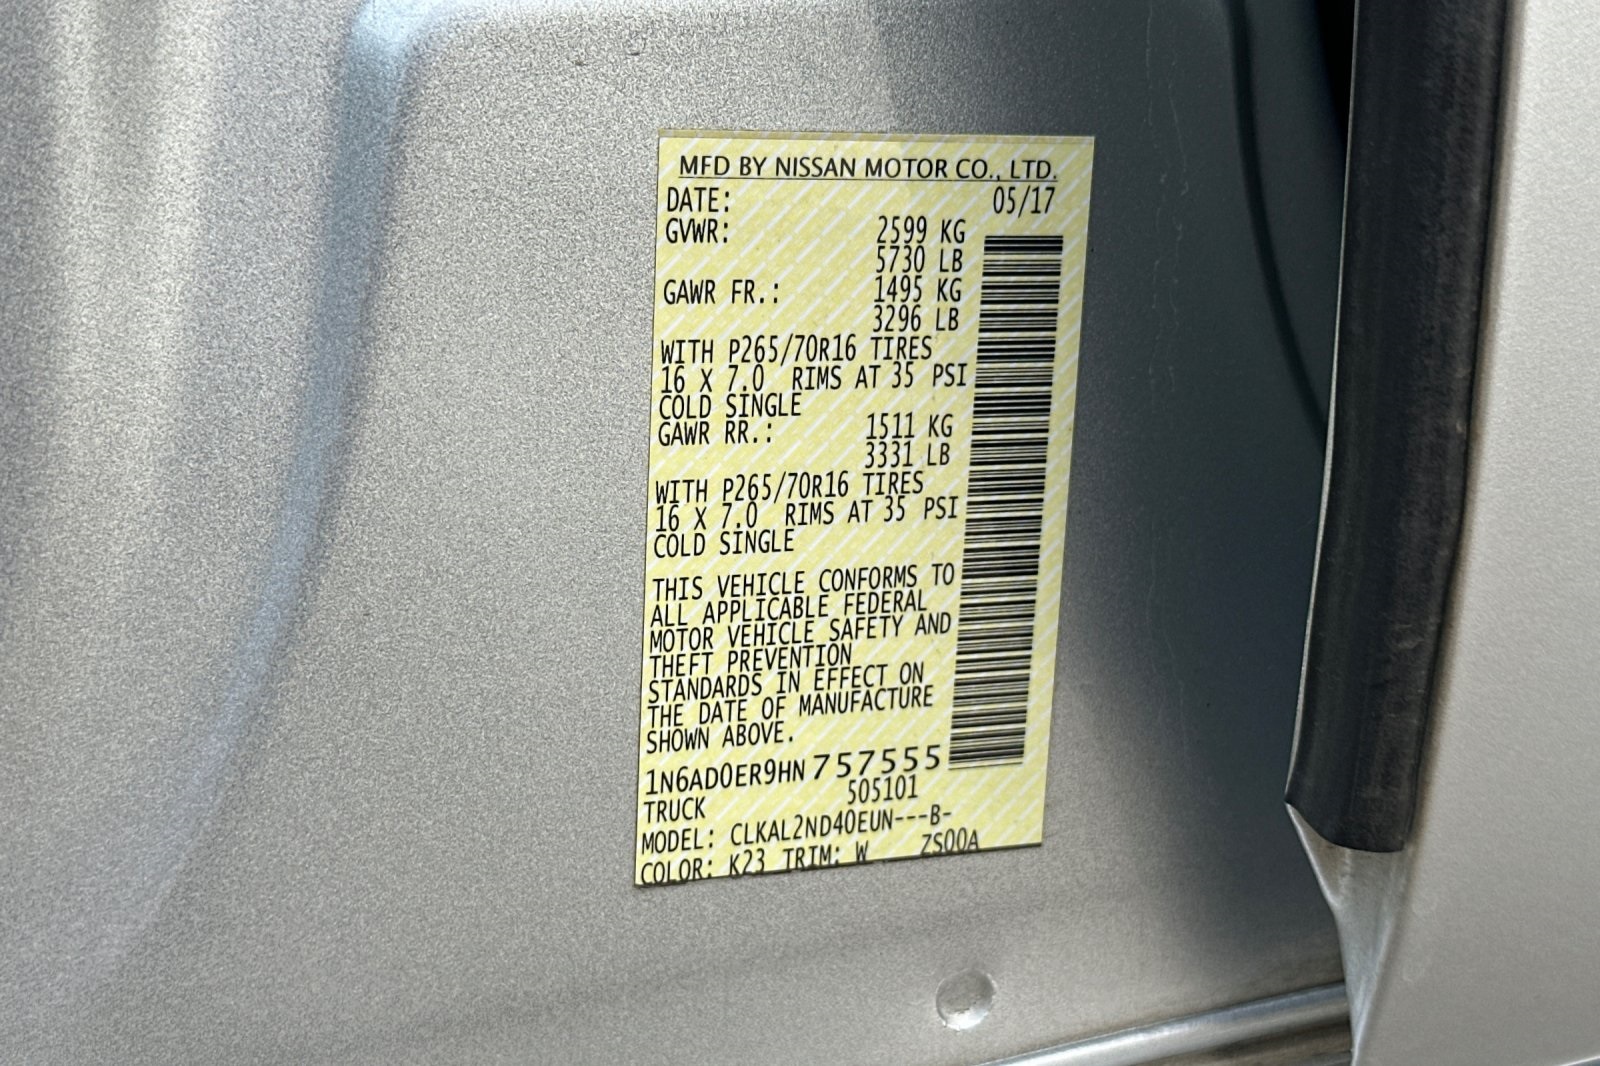 MFD BY NISSAN MOTOR CO., LTD.
DATE: 05/17
GVWR: 2599 KG
5730 LB
GAWR FR.: 1495 KG
3296 LB
WITH P265/70R16 TIRES
16 X 7.0 RIMS AT 35 PSI
COLD SINGLE
GAWR RR.: 1511 KG
3331 LB
WITH P265/70R16 TIRES
16 X 7.0 RIMS AT 35 PSI
COLD SINGLE
THIS VEHICLE CONFORMS TO
ALL APPLICABLE FEDERAL
MOTOR VEHICLE SAFETY AND
THEFT PREVENTION
STANDARDS IN EFFECT ON
THE DATE OF MANUFACTURE
SHOWN ABOVE.
1N6AD0ER9HN757555
TRUCK 505101
MODEL: CLKAL2ND40EUN---B-
COLOR: K23 TRIM: W ZS00A